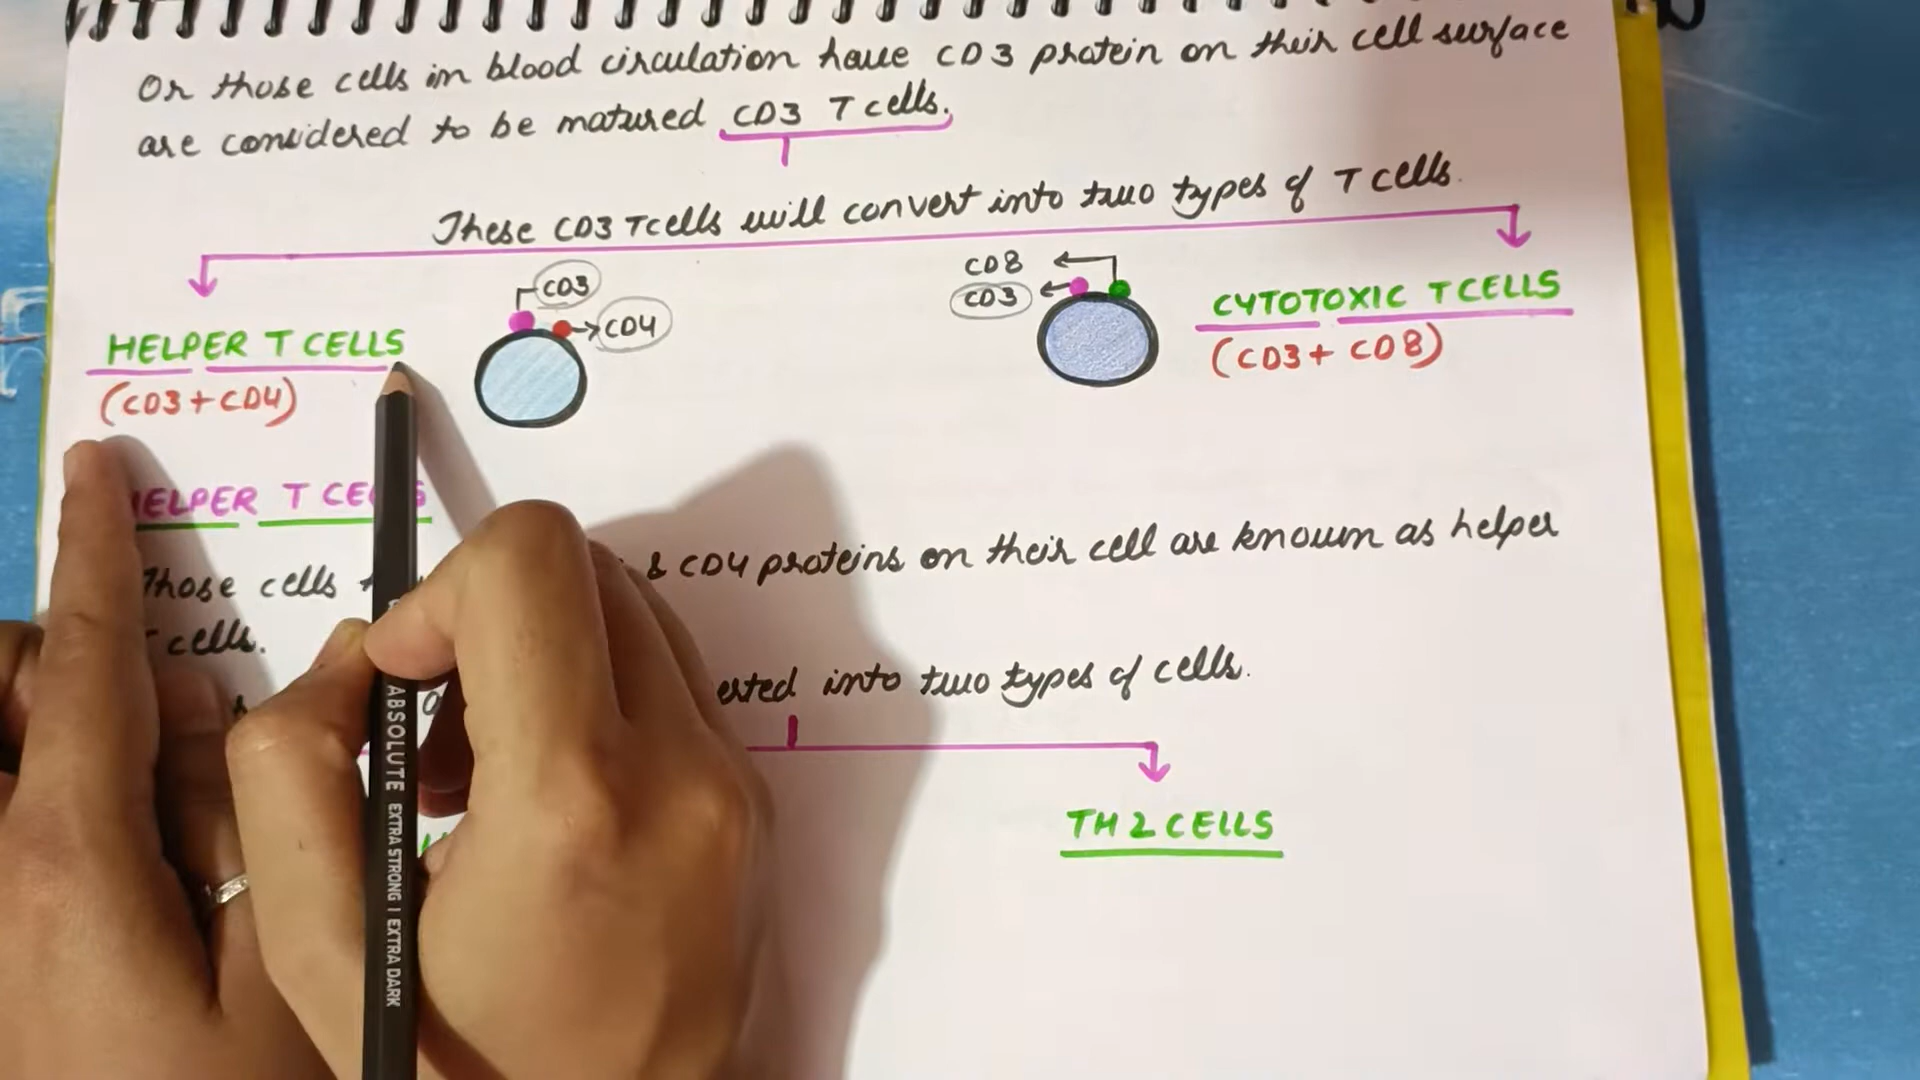 Or those cells in blood circulation have CD3 protein on their cell surface
are considered to be matured CD3 T cells.
These CD3 T cells will convert into two types of T cells.
CD3
CD4
CD8
CD3
HELPER T CELLS
(CD3+CD4)
CYTOTOXIC T CELLS
(CD3+ CD8)
HELPER T CELLS
Those cells & CD4 proteins on their cell are known as helper
T cells.
into two types of cells.
TH2 CELLS
ABSOLUTE EXTRA STRONG | EXTRA DARK